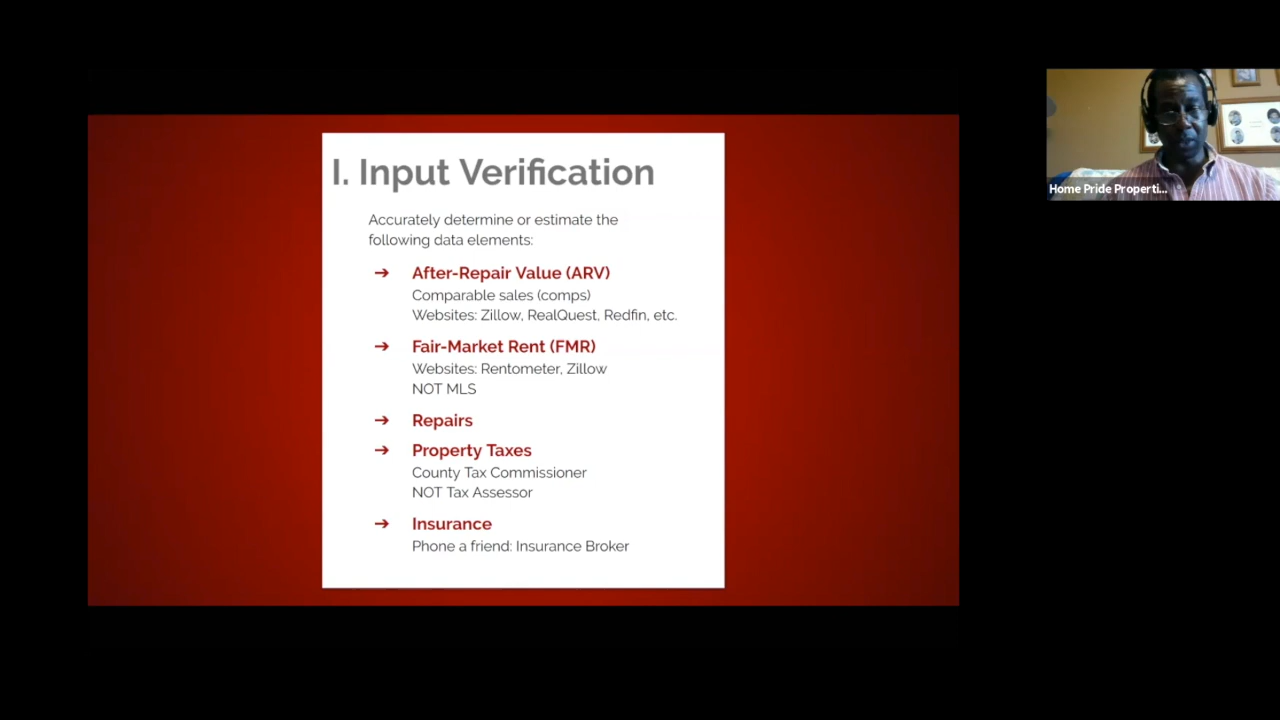 I. Input Verification
Accurately determine or estimate the
following data elements:
➔ After-Repair Value (ARV)
Comparable sales (comps)
Websites: Zillow, RealQuest, Redfin, etc.
➔ Fair-Market Rent (FMR)
Websites: Rentometer, Zillow
NOT MLS
➔ Repairs
➔ Property Taxes
County Tax Commissioner
NOT Tax Assessor
➔ Insurance
Phone a friend: Insurance Broker
Home Pride Properti...